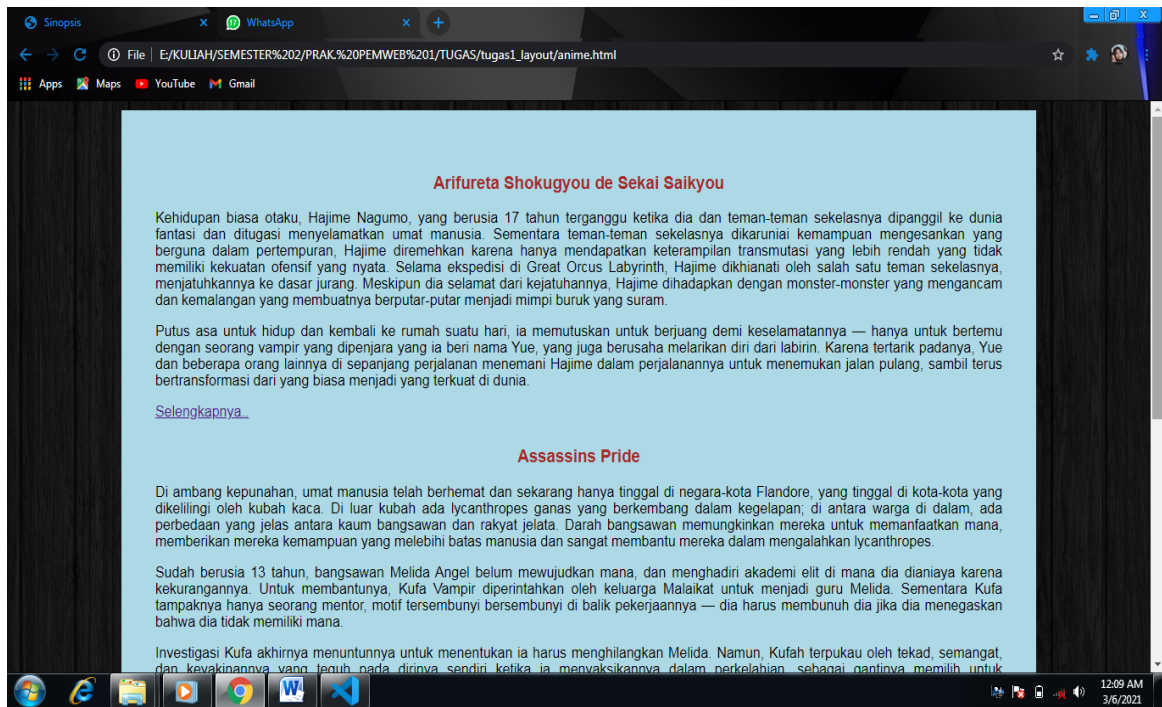 Sinopsis
WhatsApp
File E:/KULIAH/SEMESTER%202/PRAK.%20PEMWEB%201/TUGAS/tugas1_layout/anime.html
Apps Maps YouTube Gmail
Arifureta Shokugyou de Sekai Saikyou
Kehidupan biasa otaku, Hajime Nagumo, yang berusia 17 tahun terganggu ketika dia dan teman-teman sekelasnya dipanggil ke dunia
fantasi dan ditugasi menyelamatkan umat manusia. Sementara teman-teman sekelasnya dikaruniai kemampuan mengesankan yang
berguna dalam pertempuran, Hajime diremehkan karena hanya mendapatkan keterampilan transmutasi yang lebih rendah yang tidak
memiliki kekuatan ofensif yang nyata. Selama ekspedisi di Great Orcus Labyrinth, Hajime dikhianati oleh salah satu teman sekelasnya,
menjatuhkannya ke dasar jurang. Meskipun dia selamat dari kejatuhannya, Hajime dihadapkan dengan monster-monster yang mengancam
dan kemalangan yang membuatnya berputar-putar menjadi mimpi buruk yang suram.
Putus asa untuk hidup dan kembali ke rumah suatu hari, ia memutuskan untuk berjuang demi keselamatannya — hanya untuk bertemu
dengan seorang vampir yang dipenjara yang ia beri nama Yue, yang juga berusaha melarikan diri dari labirin. Karena tertarik padanya, Yue
dan beberapa orang lainnya di sepanjang perjalanan menemani Hajime dalam perjalanannya untuk menemukan jalan pulang, sambil terus
bertransformasi dari yang biasa menjadi yang terkuat di dunia.
Selengkapnya..
Assassins Pride
Di ambang kepunahan, umat manusia telah berhemat dan sekarang hanya tinggal di negara-kota Flandore, yang tinggal di kota-kota yang
dikelilingi oleh kubah kaca. Di luar kubah ada lycanthropes ganas yang berkembang dalam kegelapan; di antara warga di dalam, ada
perbedaan yang jelas antara kaum bangsawan dan rakyat jelata. Darah bangsawan memungkinkan mereka untuk memanfaatkan mana,
memberikan mereka kemampuan yang melebihi batas manusia dan sangat membantu mereka dalam mengalahkan lycanthropes.
Sudah berusia 13 tahun, bangsawan Melida Angel belum mewujudkan mana, dan menghadiri akademi elit di mana dia dianiaya karena
kekurangannya. Untuk membantunya, Kufa Vampir diperintahkan oleh keluarga Malaikat untuk menjadi guru Melida. Sementara Kufa
tampaknya hanya seorang mentor, motif tersembunyi bersembunyi di balik pekerjaannya — dia harus membunuh dia jika dia menegaskan
bahwa dia tidak memiliki mana.
Investigasi Kufa akhirnya menuntunnya untuk menentukan ia harus menghilangkan Melida. Namun, Kufah terpukau oleh tekad, semangat,
dan keyakinannya yang teguh pada dirinya sendiri ketika ia menyaksikannya dalam perkelahian, sebagai gantinya memilih untuk
12:09 AM
3/6/2021